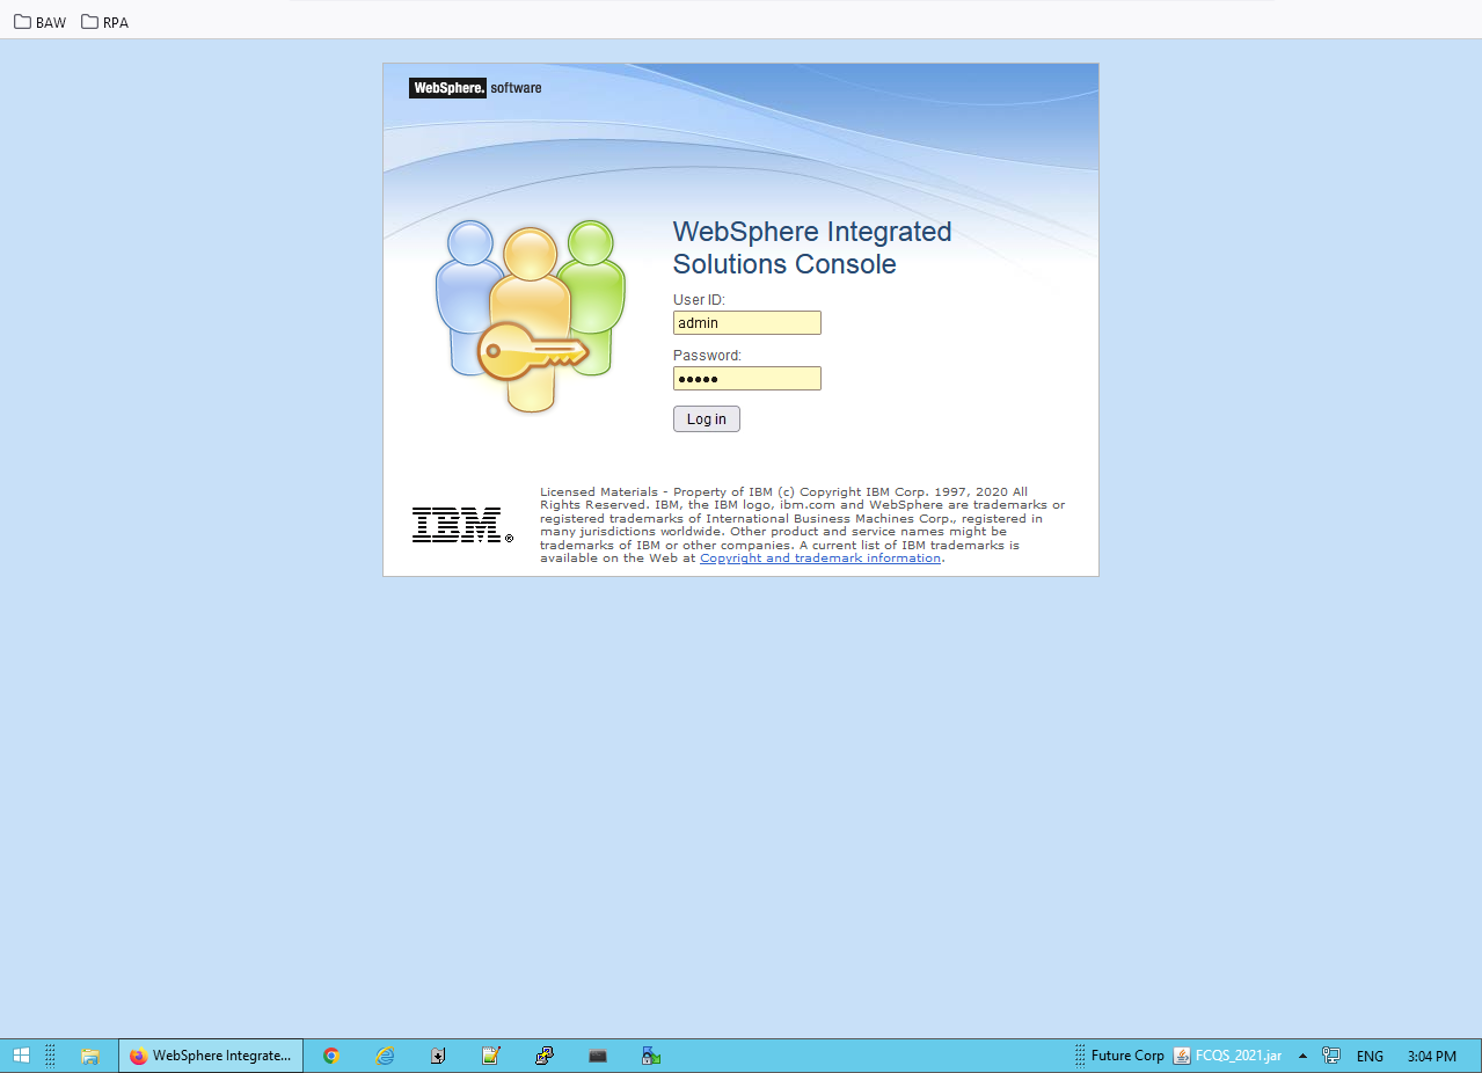 BAW RPA
WebSphere. software
WebSphere Integrated
Solutions Console
User ID:
admin
Password:
Log in
Licensed Materials - Property of IBM (c) Copyright IBM Corp. 1997, 2020 All
Rights Reserved. IBM, the IBM logo, ibm.com and WebSphere are trademarks or
registered trademarks of International Business Machines Corp., registered in
many jurisdictions worldwide. Other product and service names might be
trademarks of IBM or other companies. A current list of IBM trademarks is
available on the Web at Copyright and trademark information.
IBM®
WebSphere Integrate... Future Corp FCQS_2021.jar ENG 3:04 PM